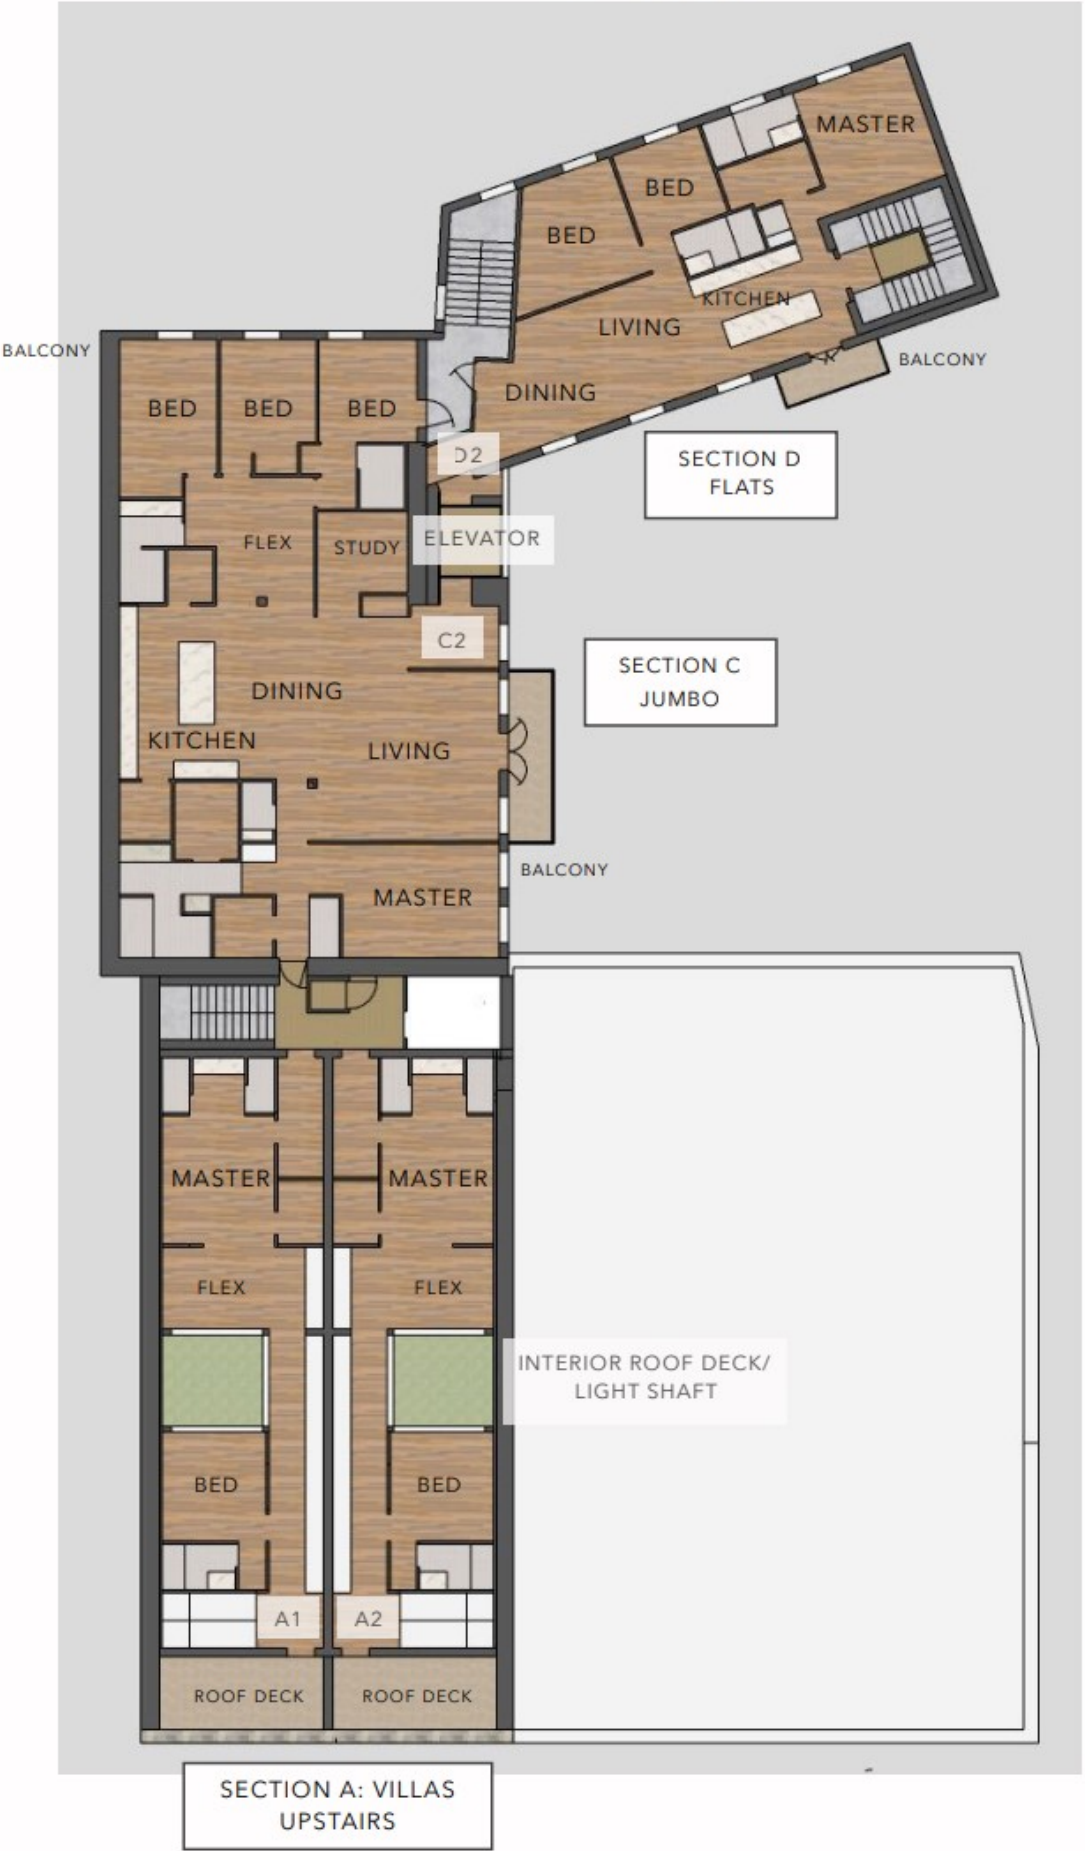 MASTER
BED
BED
KITCHEN
LIVING
BALCONY
BALCONY
DINING
BED
BED
BED
D2
SECTION D
FLATS
FLEX
STUDY
ELEVATOR
C2
SECTION C
JUMBO
DINING
KITCHEN
LIVING
BALCONY
MASTER
MASTER
MASTER
FLEX
FLEX
INTERIOR ROOF DECK/
LIGHT SHAFT
BED
BED
A1
A2
ROOF DECK
ROOF DECK
SECTION A: VILLAS
UPSTAIRS